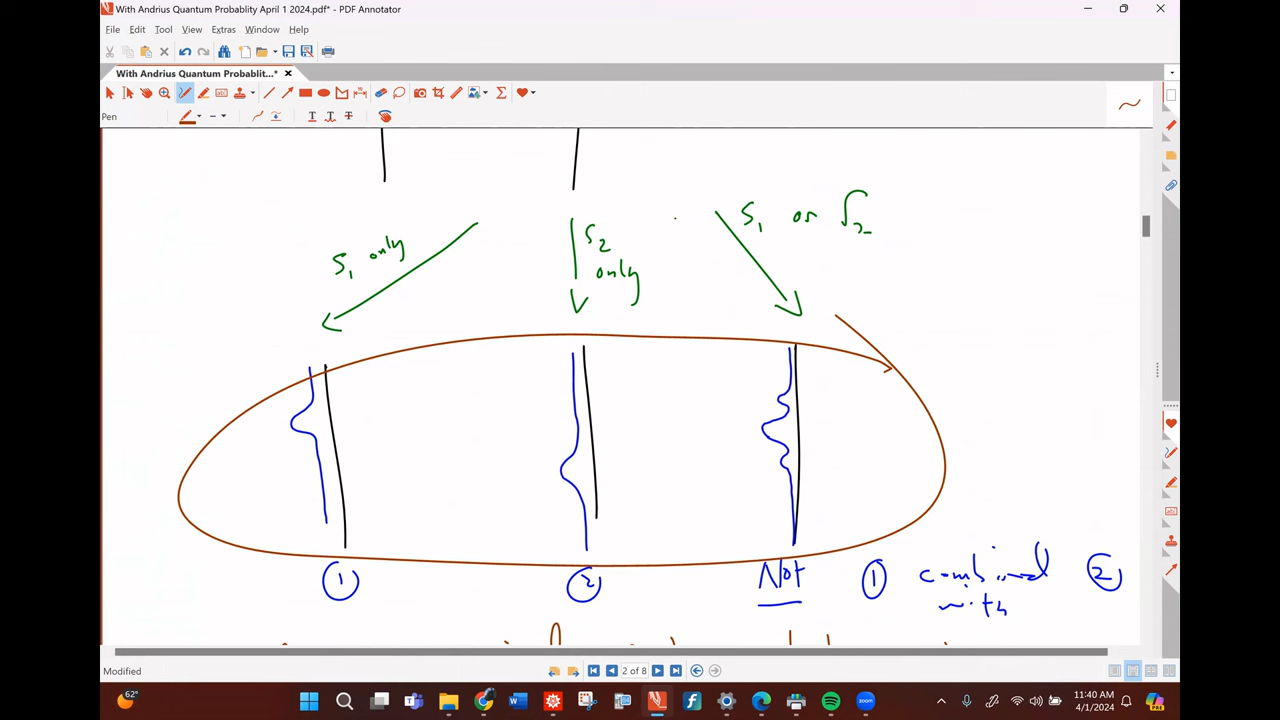 With Andrius Quantum Probablity April 1 2024.pdf* - PDF Annotator
File Edit Tool View Extras Window Help
With Andrius Quantum Probablit...*
Pen
S1 only
S2
only
S1 or S2
1
2
Not 1 combined 2
with
Modified
2 of 8
62°
11:40 AM
4/1/2024